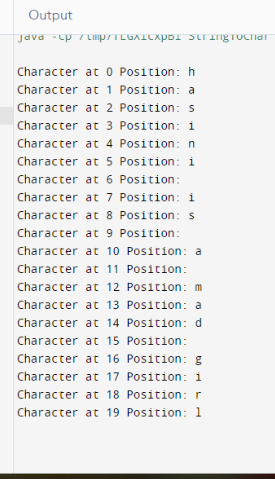 Output
java -cp /tmp/ StringToChar
Character at 0 Position: h
Character at 1 Position: a
Character at 2 Position: s
Character at 3 Position: i
Character at 4 Position: n
Character at 5 Position: i
Character at 6 Position:
Character at 7 Position: i
Character at 8 Position: s
Character at 9 Position:
Character at 10 Position: a
Character at 11 Position:
Character at 12 Position: m
Character at 13 Position: a
Character at 14 Position: d
Character at 15 Position:
Character at 16 Position: g
Character at 17 Position: i
Character at 18 Position: r
Character at 19 Position: l